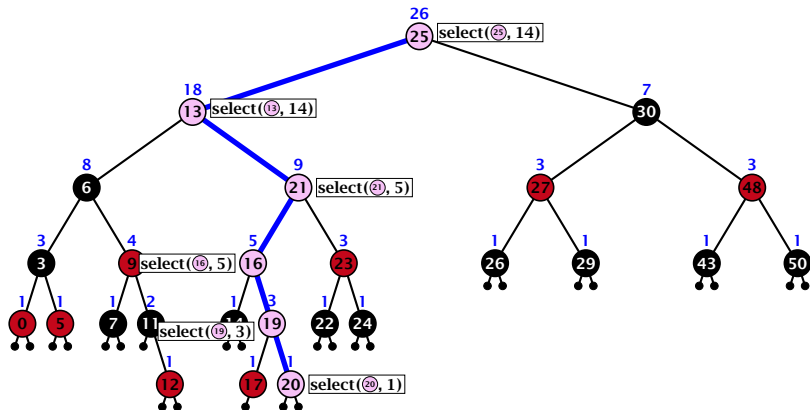 26
25 select(25, 14)
18 7
13 select(13, 14) 30
8 9 3 3
6 21 select(21, 5) 27 48
3 4 5 3 1 1 1 1
3 9 select(16, 5) 16 23 26 29 43 50
1 1 1 2 1 3 1 1
0 5 7 11 select(19, 3) 14 19 22 24
1 1 1
12 17 20 select(20, 1)